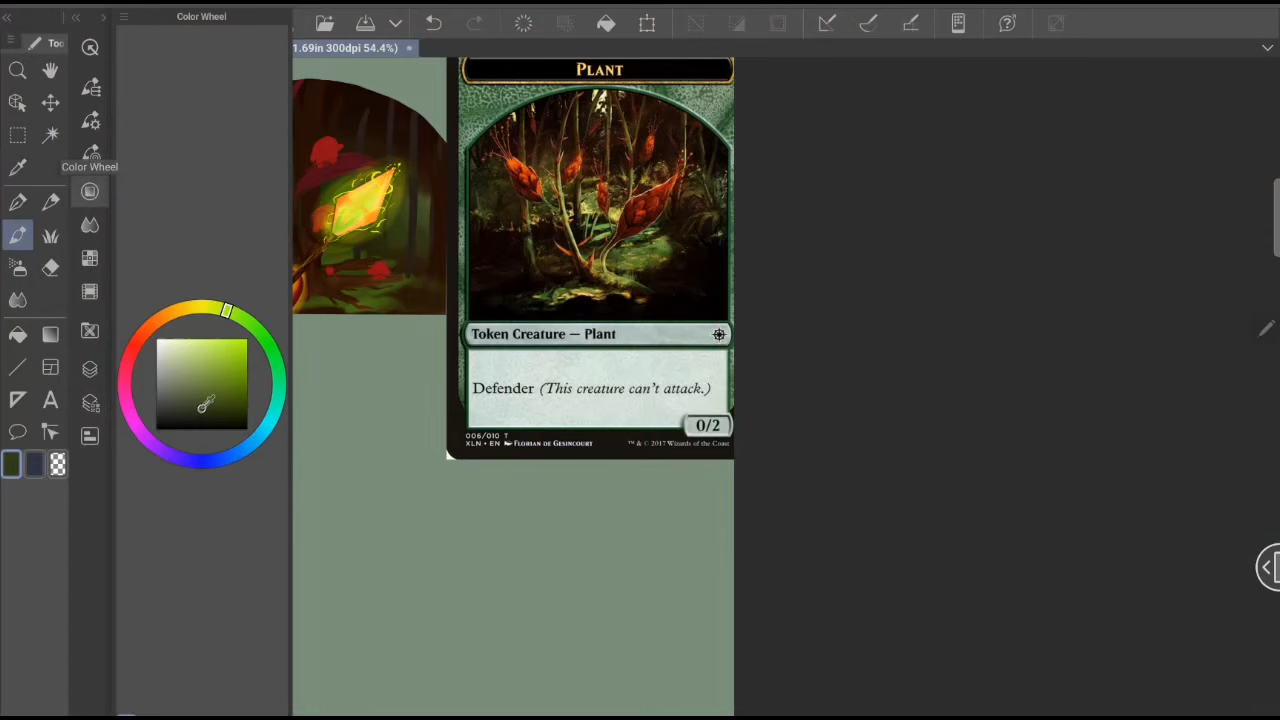 Color Wheel
Too
1.69in 300dpi 54.4%)
Color Wheel
PLANT
Token Creature — Plant
Defender (This creature can't attack.)
0/2
006/010 T
XLN • EN FLORIAN DE GESINCOURT
™ & © 2017 Wizards of the Coast